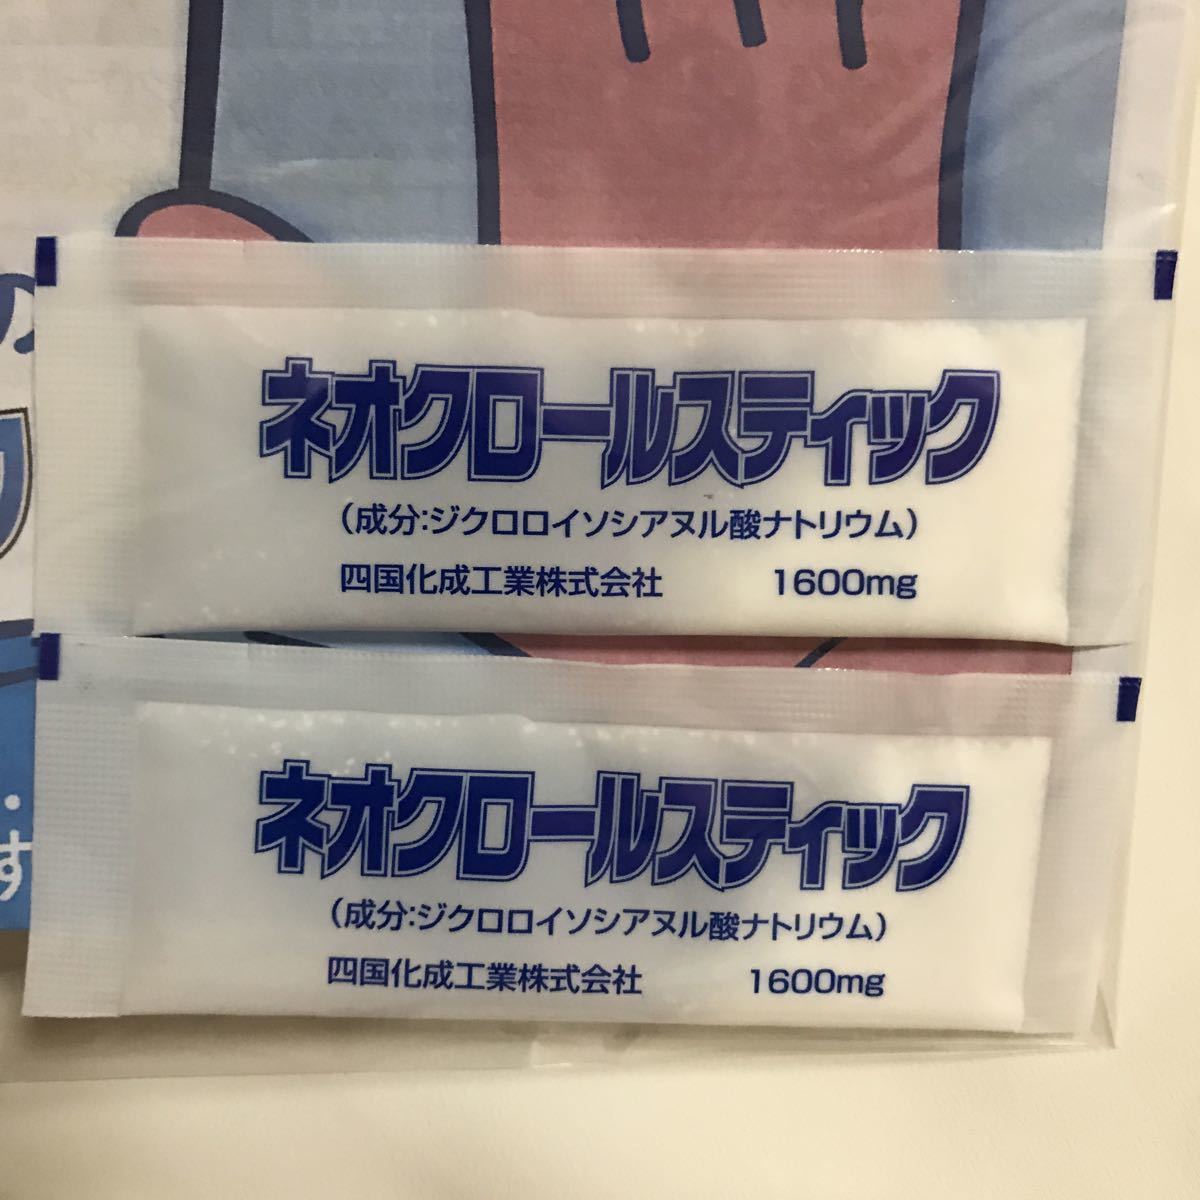 の
ネオクロールスティック
(成分:ジクロロイソシアヌル酸ナトリウム)
四国化成工業株式会社 1600mg
ネオクロールスティック
(成分:ジクロロイソシアヌル酸ナトリウム)
四国化成工業株式会社 1600mg
す